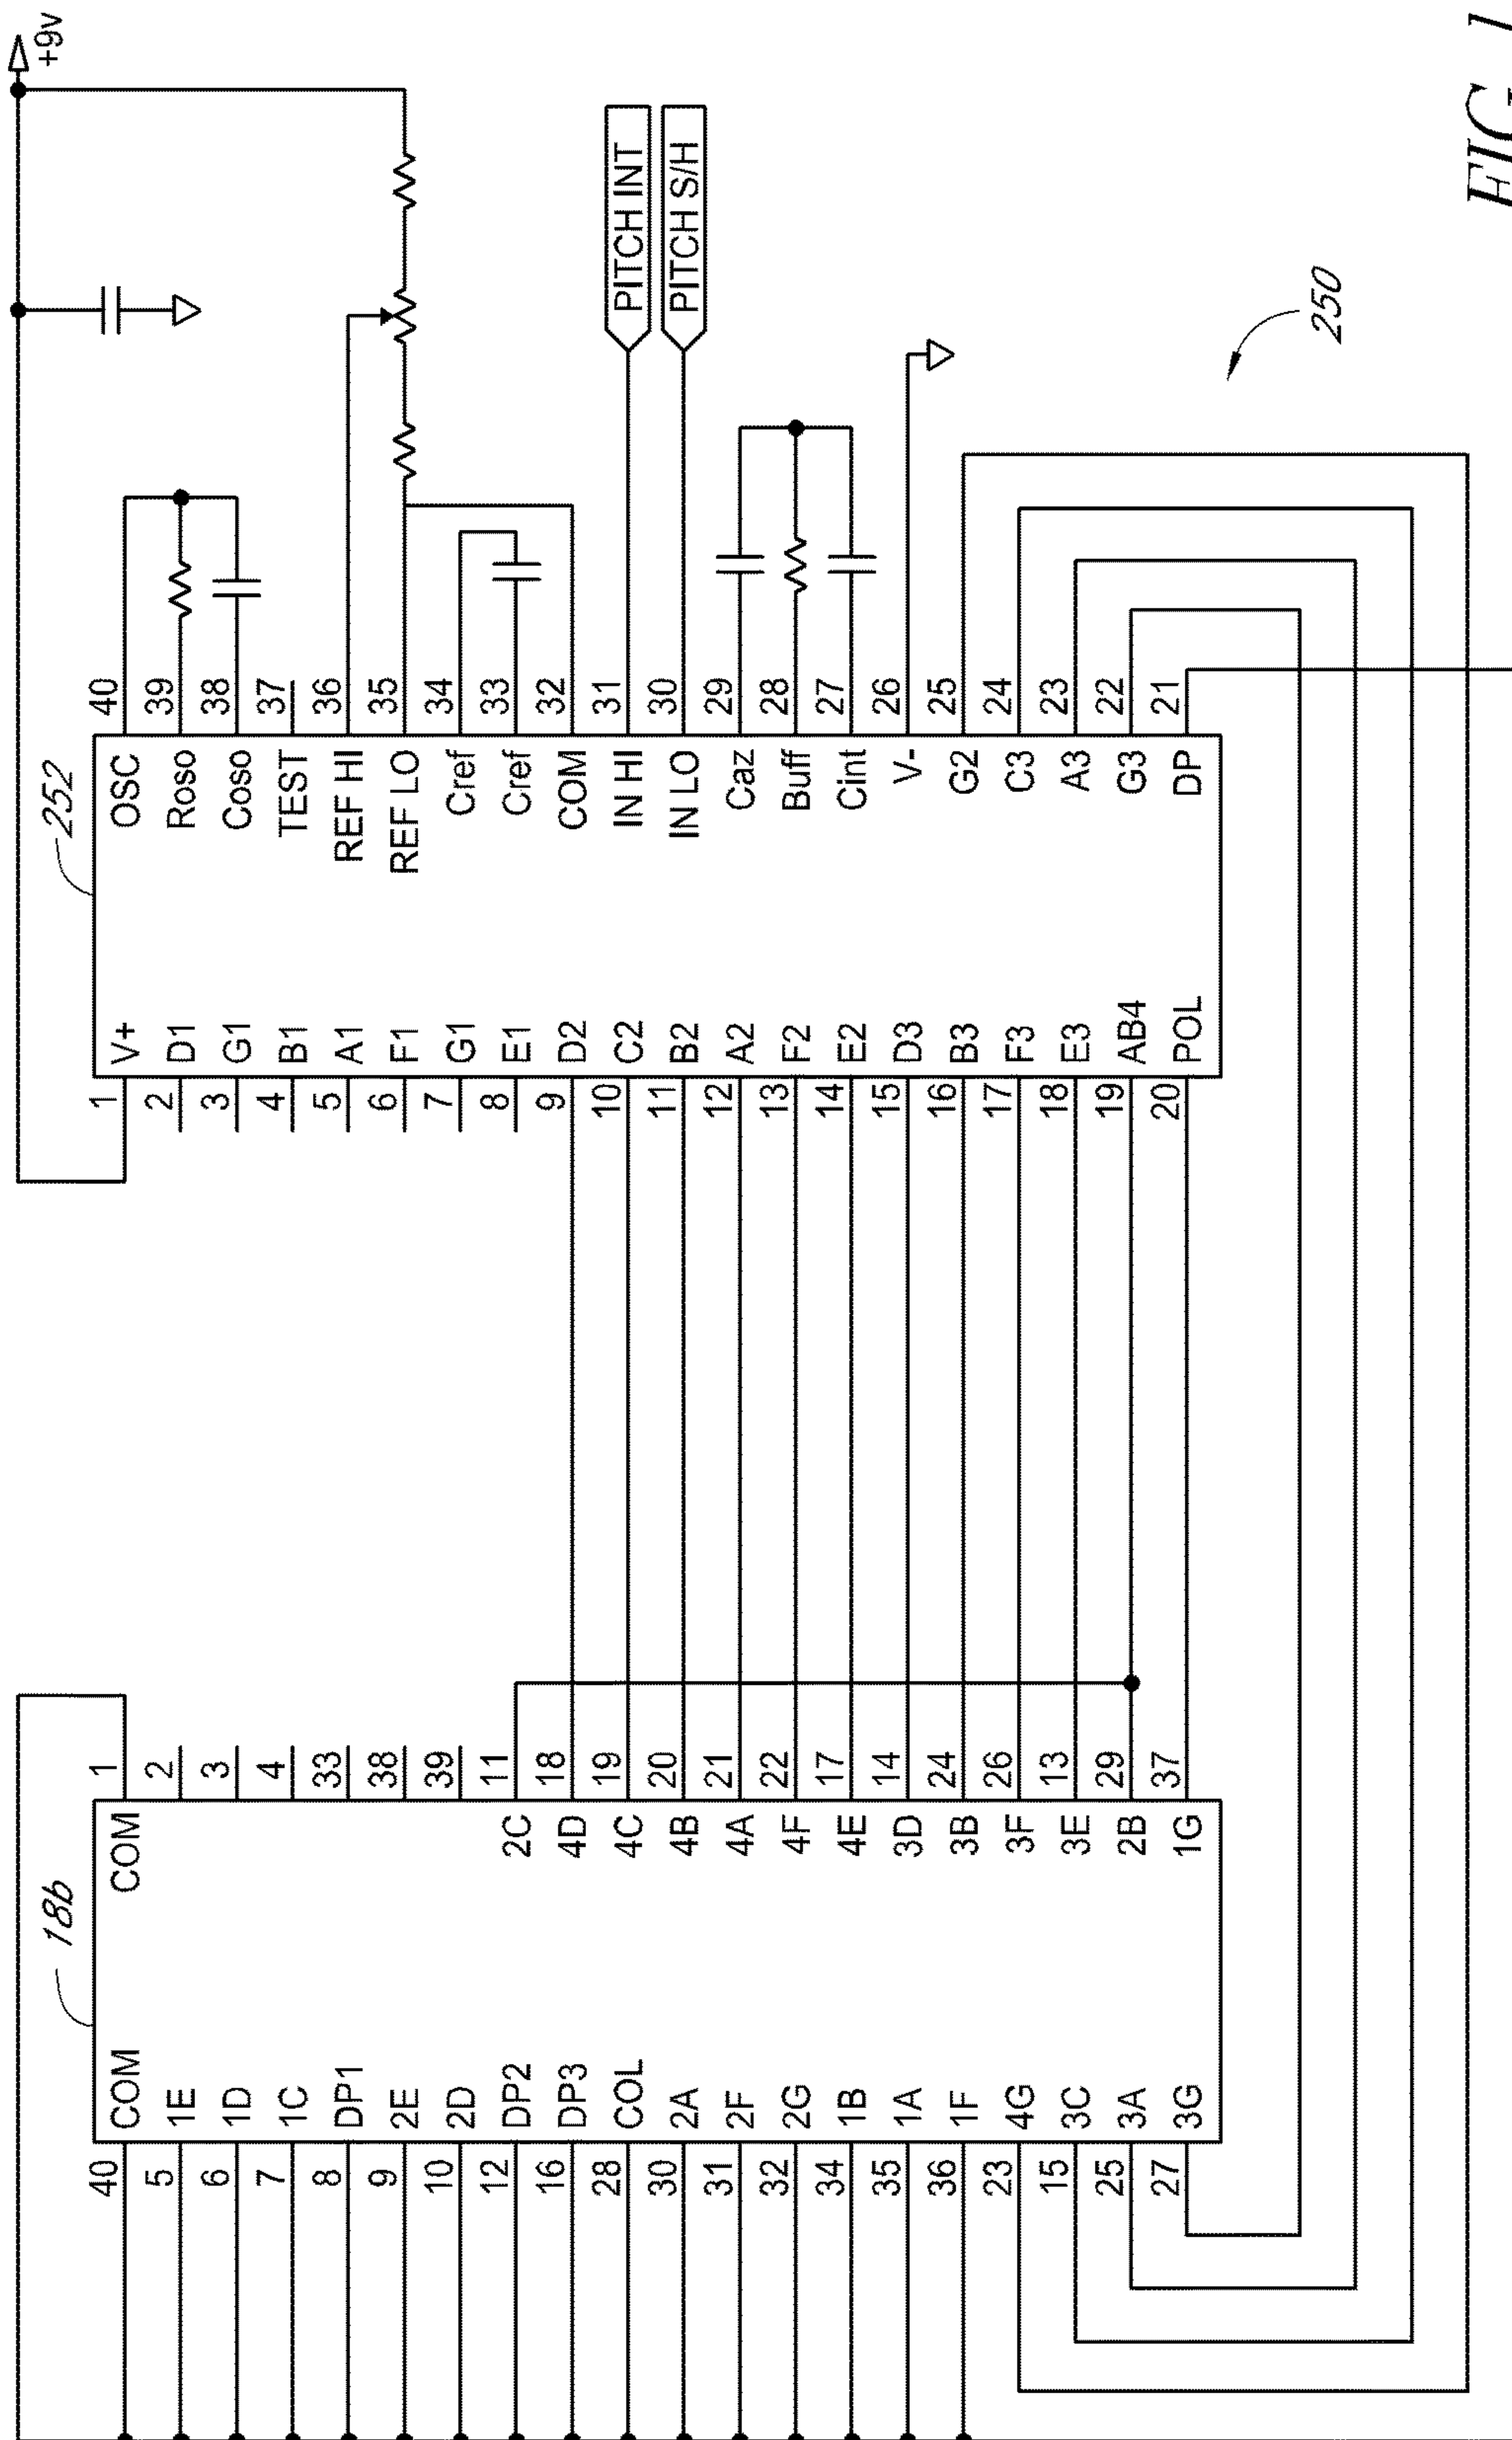 +9v
252
V+ 1
D1 2
G1 3
B1 4
A1 5
F1 6
G1 7
E1 8
D2 9
C2 10
B2 11
A2 12
F2 13
E2 14
D3 15
B3 16
F3 17
E3 18
AB4 19
POL 20
OSC 40
Roso 39
Coso 38
TEST 37
REF HI 36
REF LO 35
Cref 34
Cref 33
COM 32
IN HI 31
IN LO 30
Caz 29
Buff 28
Cint 27
V- 26
G2 25
C3 24
A3 23
G3 22
DP 21
PITCH INT
PITCH S/H
250
18b
COM 40
1E 5
1D 6
1C 7
DP1 8
2E 9
2D 10
DP2 12
DP3 16
COL 28
2A 30
2F 31
2G 32
1B 34
1A 35
1F 36
4G 23
3C 15
3A 25
3G 27
COM 1
2
3
4
33
38
39
2C 11
4D 18
4C 19
4B 20
4A 21
4F 22
4E 17
3D 14
3B 24
3F 26
3E 13
2B 29
1G 37
FIG.